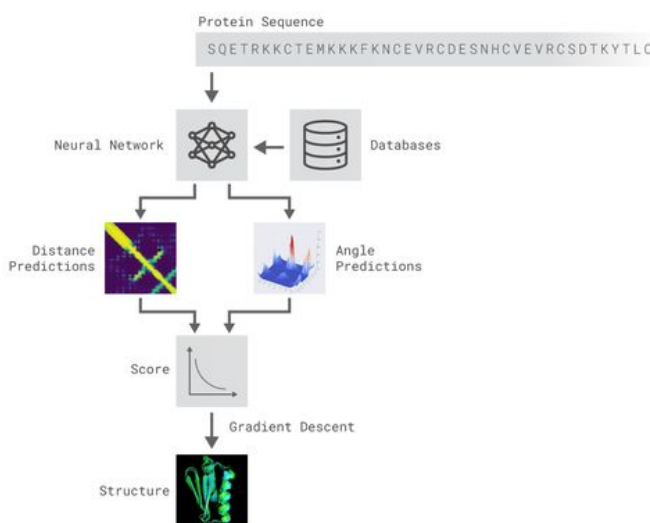 Protein Sequence
SQETRKKCTEMKKKFKNCEVRCDESNHCVEVRCSDTKYTLC
Neural Network
Databases
Distance
Predictions
Angle
Predictions
Score
Gradient Descent
Structure